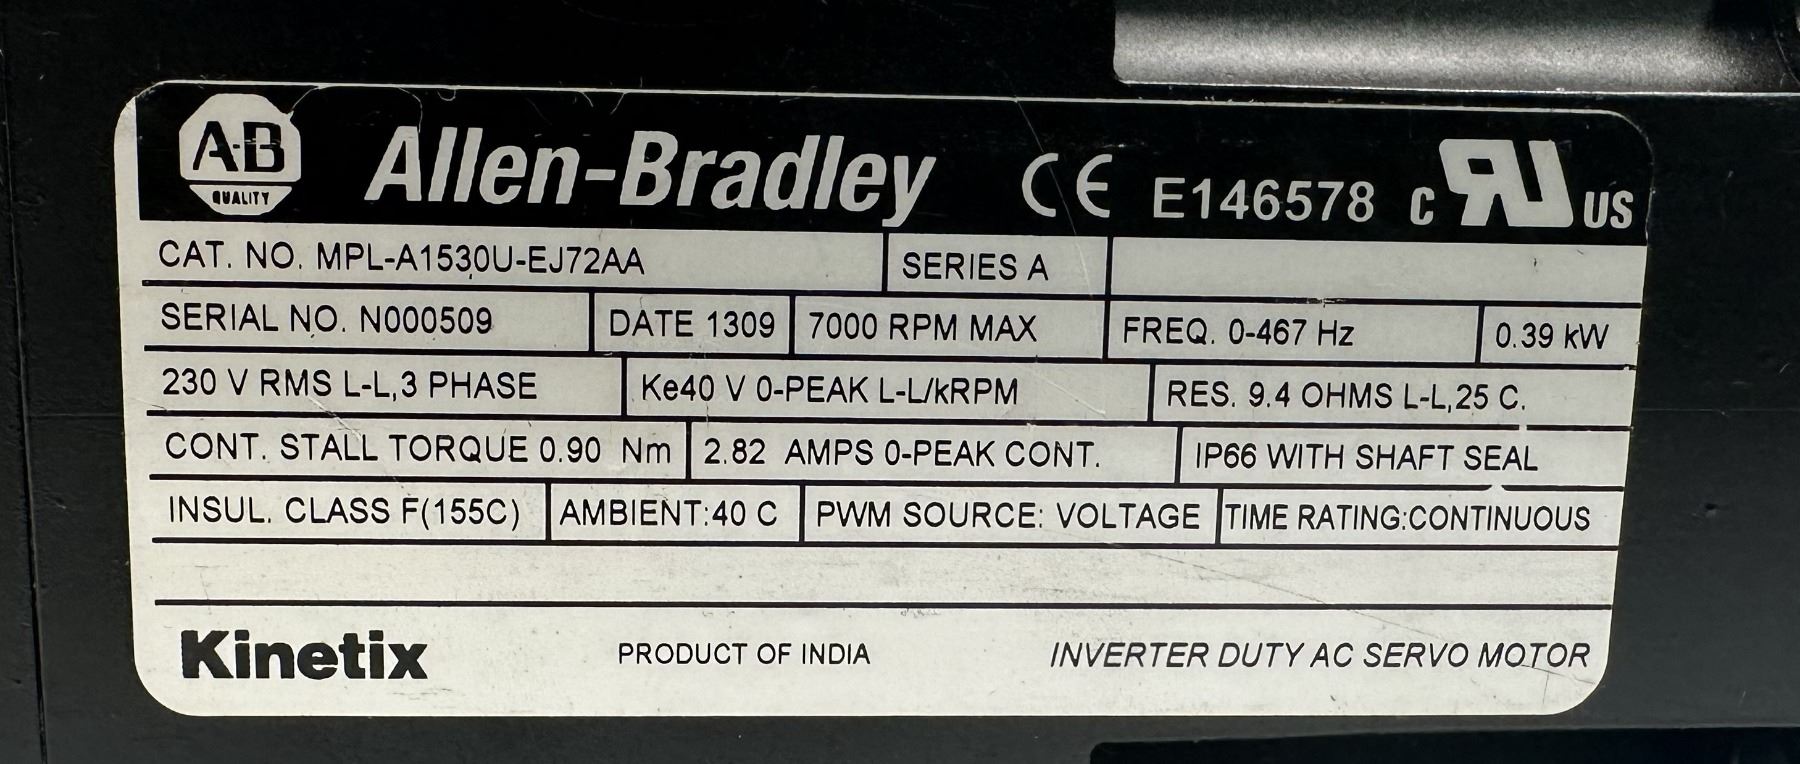 A-B QUALITY Allen-Bradley CE E146578 c RU US
CAT. NO. MPL-A1530U-EJ72AA SERIES A
SERIAL NO. N000509 DATE 1309 7000 RPM MAX FREQ. 0-467 Hz 0.39 kW
230 V RMS L-L,3 PHASE Ke40 V 0-PEAK L-L/kRPM RES. 9.4 OHMS L-L,25 C.
CONT. STALL TORQUE 0.90 Nm 2.82 AMPS 0-PEAK CONT. IP66 WITH SHAFT SEAL
INSUL. CLASS F(155C) AMBIENT:40 C PWM SOURCE: VOLTAGE TIME RATING:CONTINUOUS
Kinetix PRODUCT OF INDIA INVERTER DUTY AC SERVO MOTOR